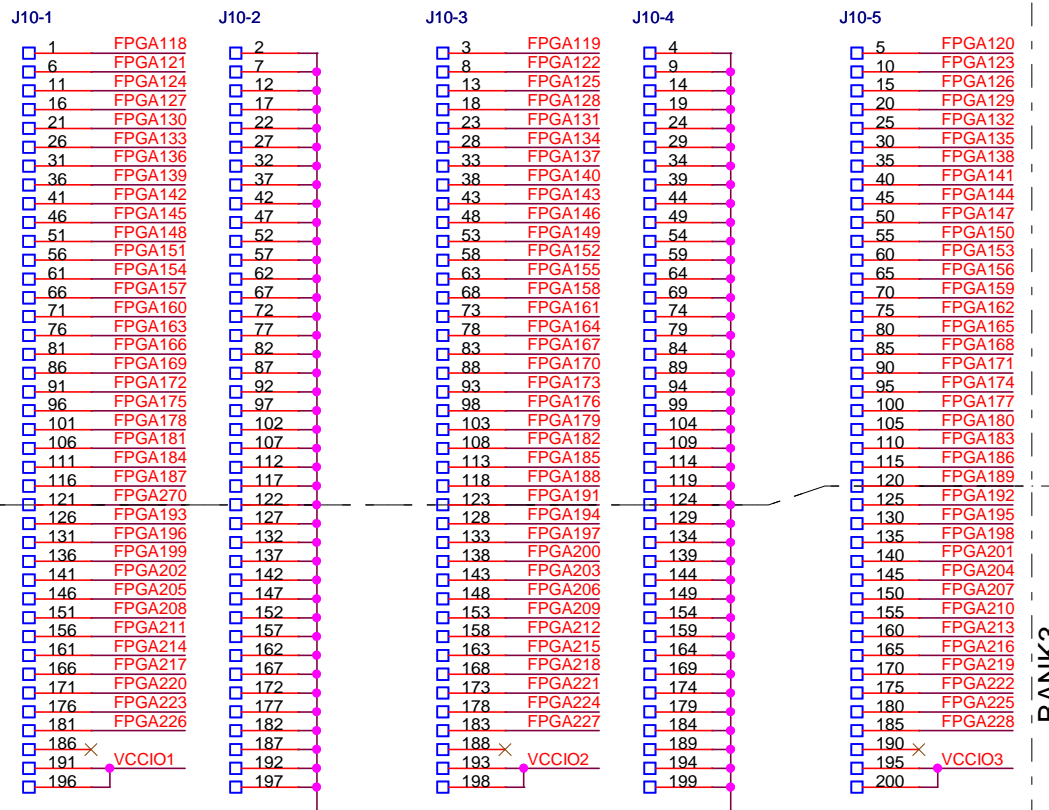 J10-1 J10-2 J10-3 J10-4 J10-5
1 FPGA118 2 3 FPGA119 4 5 FPGA120
6 FPGA121 7 8 FPGA122 9 10 FPGA123
11 FPGA124 12 13 FPGA125 14 15 FPGA126
16 FPGA127 17 18 FPGA128 19 20 FPGA129
21 FPGA130 22 23 FPGA131 24 25 FPGA132
26 FPGA133 27 28 FPGA134 29 30 FPGA135
31 FPGA136 32 33 FPGA137 34 35 FPGA138
36 FPGA139 37 38 FPGA140 39 40 FPGA141
41 FPGA142 42 43 FPGA143 44 45 FPGA144
46 FPGA145 47 48 FPGA146 49 50 FPGA147
51 FPGA148 52 53 FPGA149 54 55 FPGA150
56 FPGA151 57 58 FPGA152 59 60 FPGA153
61 FPGA154 62 63 FPGA155 64 65 FPGA156
66 FPGA157 67 68 FPGA158 69 70 FPGA159
71 FPGA160 72 73 FPGA161 74 75 FPGA162
76 FPGA163 77 78 FPGA164 79 80 FPGA165
81 FPGA166 82 83 FPGA167 84 85 FPGA168
86 FPGA169 87 88 FPGA170 89 90 FPGA171
91 FPGA172 92 93 FPGA173 94 95 FPGA174
96 FPGA175 97 98 FPGA176 99 100 FPGA177
101 FPGA178 102 103 FPGA179 104 105 FPGA180
106 FPGA181 107 108 FPGA182 109 110 FPGA183
111 FPGA184 112 113 FPGA185 114 115 FPGA186
116 FPGA187 117 118 FPGA188 119 120 FPGA189
121 FPGA270 122 123 FPGA191 124 125 FPGA192
126 FPGA193 127 128 FPGA194 129 130 FPGA195
131 FPGA196 132 133 FPGA197 134 135 FPGA198
136 FPGA199 137 138 FPGA200 139 140 FPGA201
141 FPGA202 142 143 FPGA203 144 145 FPGA204
146 FPGA205 147 148 FPGA206 149 150 FPGA207
151 FPGA208 152 153 FPGA209 154 155 FPGA210
156 FPGA211 157 158 FPGA212 159 160 FPGA213
161 FPGA214 162 163 FPGA215 164 165 FPGA216
166 FPGA217 167 168 FPGA218 169 170 FPGA219
171 FPGA220 172 173 FPGA221 174 175 FPGA222
176 FPGA223 177 178 FPGA224 179 180 FPGA225
181 FPGA226 182 183 FPGA227 184 185 FPGA228
186 187 188 189 190
191 VCCIO1 192 193 VCCIO2 194 195 VCCIO3
196 197 198 199 200